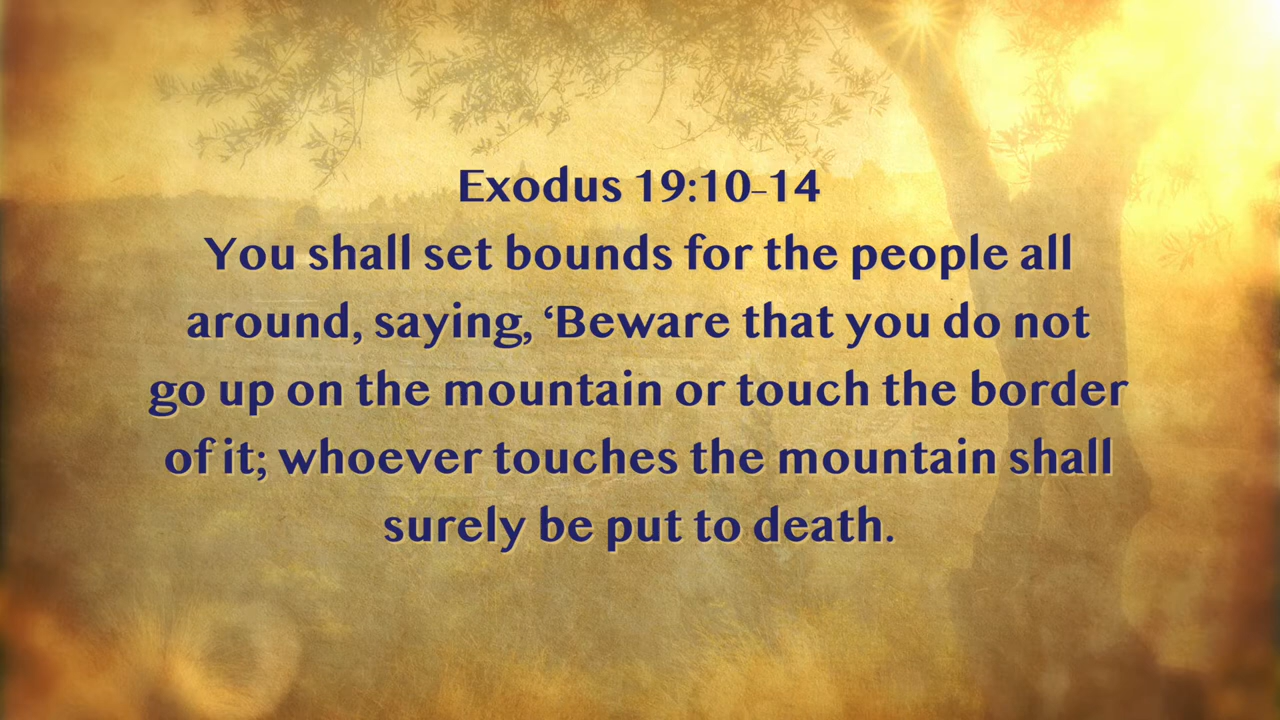 Exodus 19:10–14
You shall set bounds for the people all
around, saying, ‘Beware that you do not
go up on the mountain or touch the border
of it; whoever touches the mountain shall
surely be put to death.